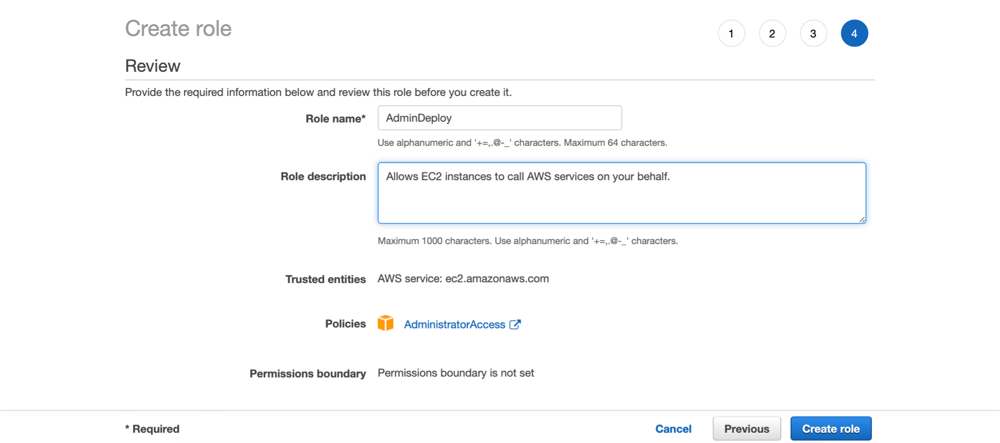 Create role
1 2 3 4
Review
Provide the required information below and review this role before you create it.
Role name* AdminDeploy
Use alphanumeric and '+=,.@-_' characters. Maximum 64 characters.
Role description Allows EC2 instances to call AWS services on your behalf.
Maximum 1000 characters. Use alphanumeric and '+=,.@-_' characters.
Trusted entities AWS service: ec2.amazonaws.com
Policies AdministratorAccess
Permissions boundary Permissions boundary is not set
* Required Cancel Previous Create role